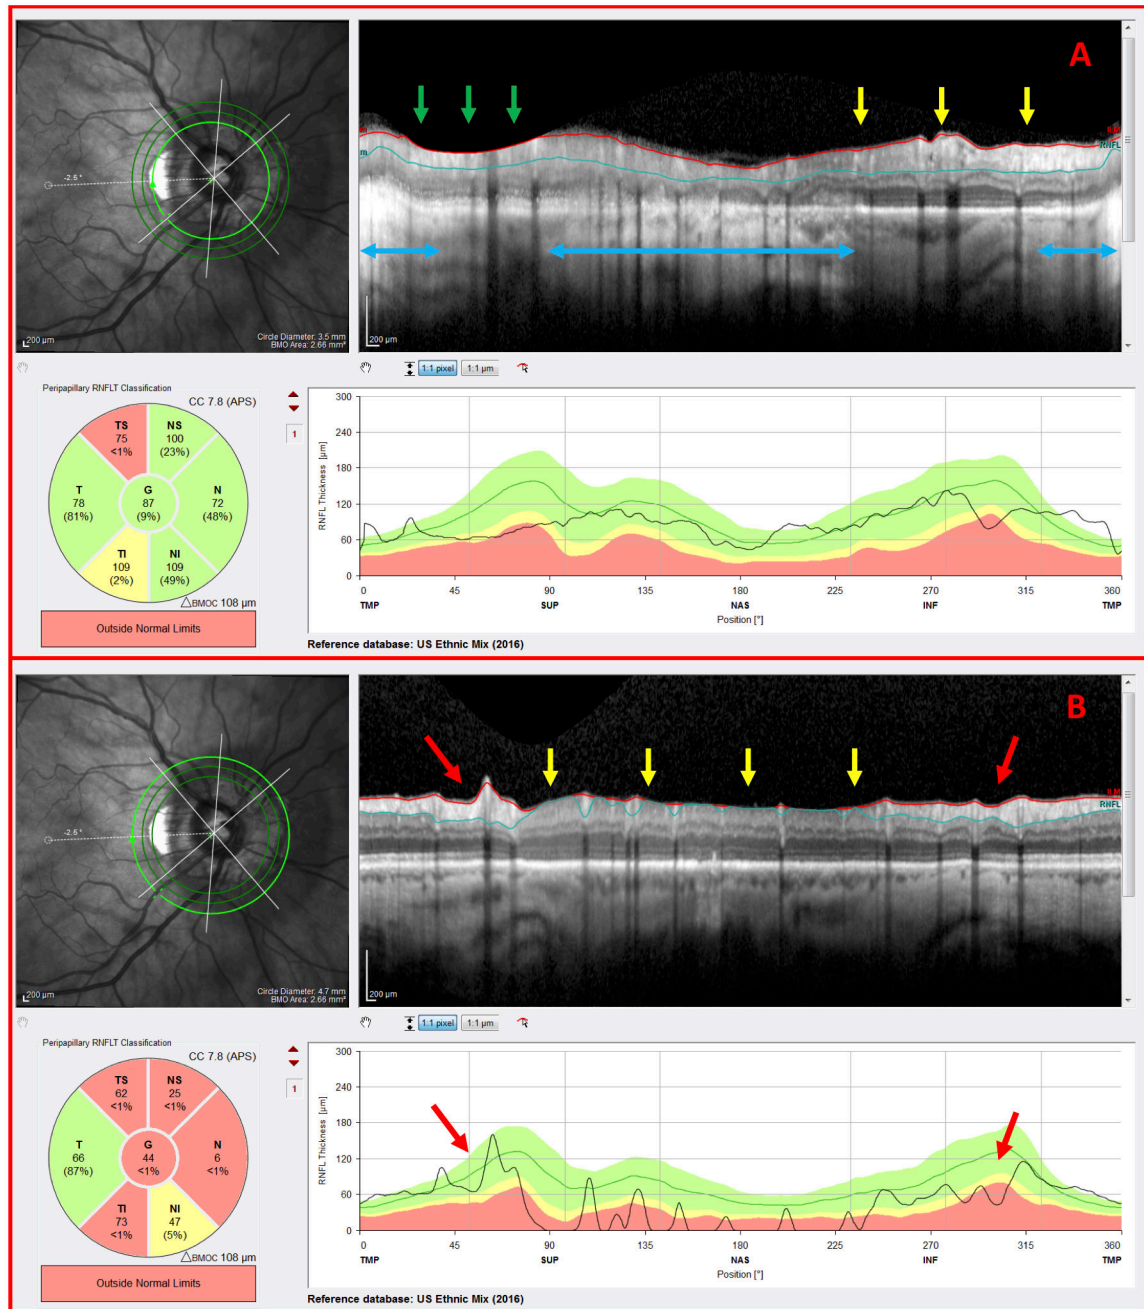 A
-2.5 °
ILM
RNFL
200 µm
Circle Diameter: 3.5 mm
BMO Area: 2.66 mm²
200 µm
1:1 pixel 1:1 µm
Peripapillary RNFLT Classification
CC 7.8 (APS)
1
TS
75
<1%
NS
100
(23%)
T
78
(81%)
G
87
(9%)
N
72
(48%)
TI
109
(2%)
NI
109
(49%)
△BMOC 108 µm
Outside Normal Limits
RNFL Thickness [µm]
300
240
180
120
60
0
0 45 90 135 180 225 270 315 360
TMP SUP NAS INF TMP
Position [°]
Reference database: US Ethnic Mix (2016)
B
-2.5 °
ILM
RNFL
200 µm
Circle Diameter: 4.7 mm
BMO Area: 2.66 mm²
200 µm
1:1 pixel 1:1 µm
Peripapillary RNFLT Classification
CC 7.8 (APS)
1
TS
62
<1%
NS
25
<1%
T
66
(87%)
G
44
<1%
N
6
<1%
TI
73
<1%
NI
47
(5%)
△BMOC 108 µm
Outside Normal Limits
RNFL Thickness [µm]
300
240
180
120
60
0
0 45 90 135 180 225 270 315 360
TMP SUP NAS INF TMP
Position [°]
Reference database: US Ethnic Mix (2016)